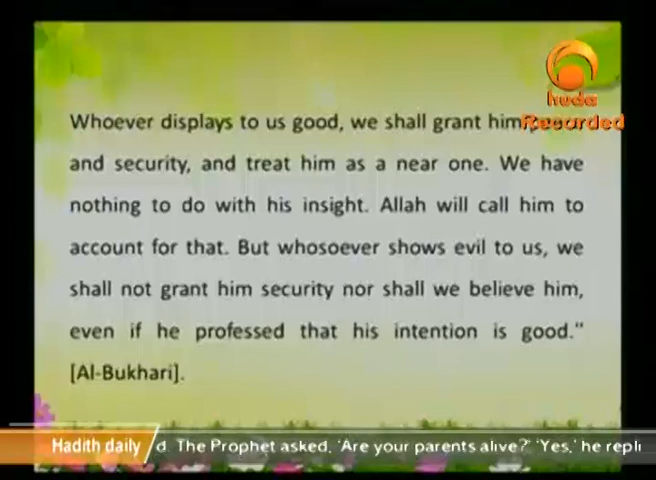 Whoever displays to us good, we shall grant him
huda
Recorded
and security, and treat him as a near one. We have
nothing to do with his insight. Allah will call him to
account for that. But whosoever shows evil to us, we
shall not grant him security nor shall we believe him,
even if he professed that his intention is good."
[Al-Bukhari].
Hadith daily d. The Prophet asked, 'Are your parents alive?' 'Yes,' he repli